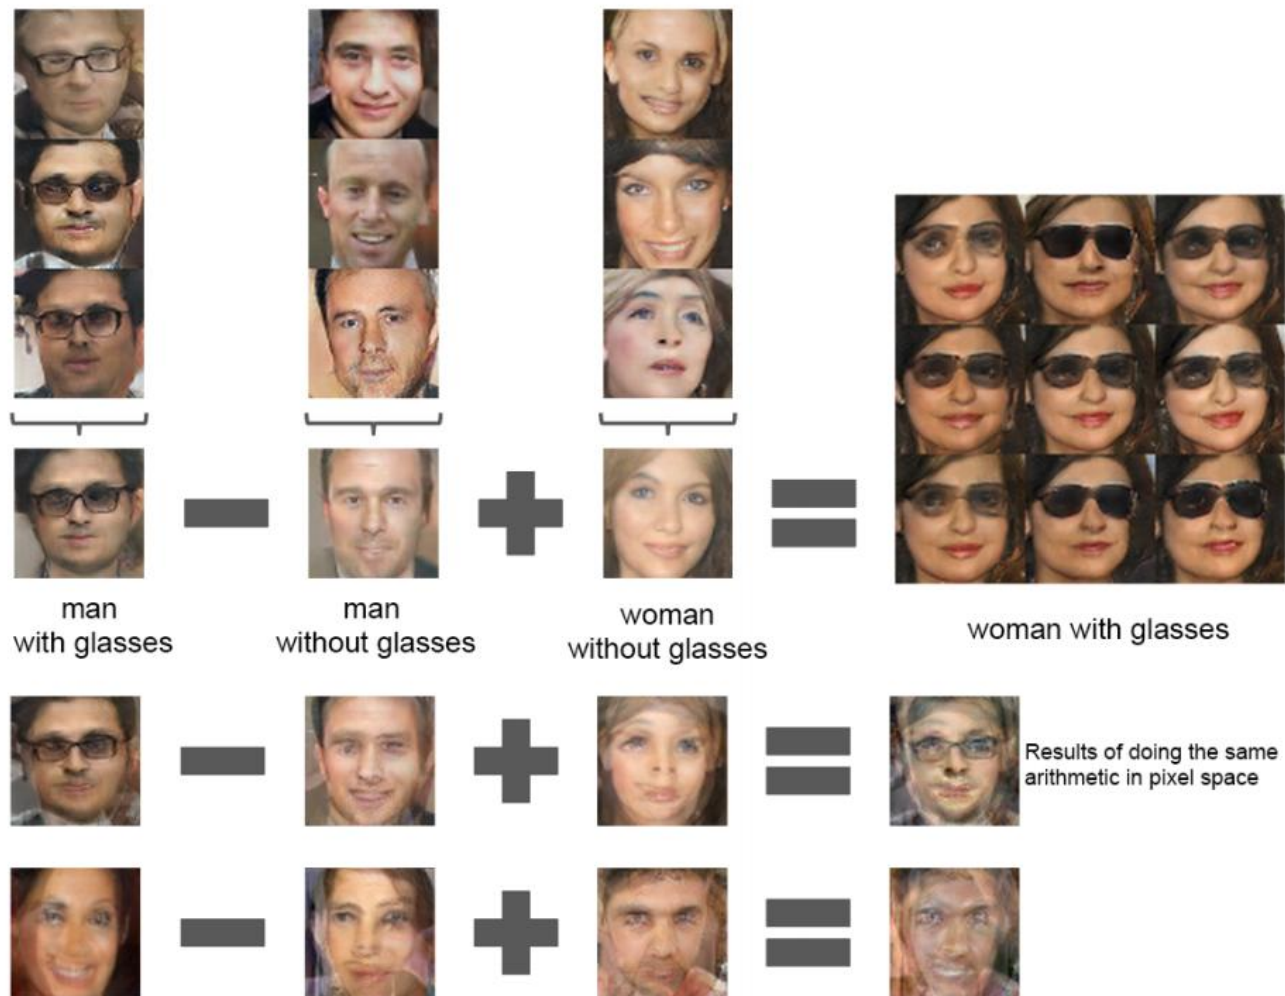 man
with glasses
man
without glasses
woman
without glasses
woman with glasses
Results of doing the same
arithmetic in pixel space